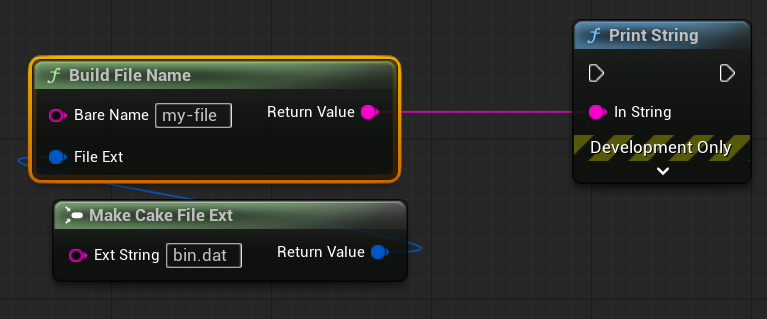 Print String
Build File Name
Bare Name my-file Return Value
In String
File Ext
Development Only
Make Cake File Ext
Ext String bin.dat Return Value